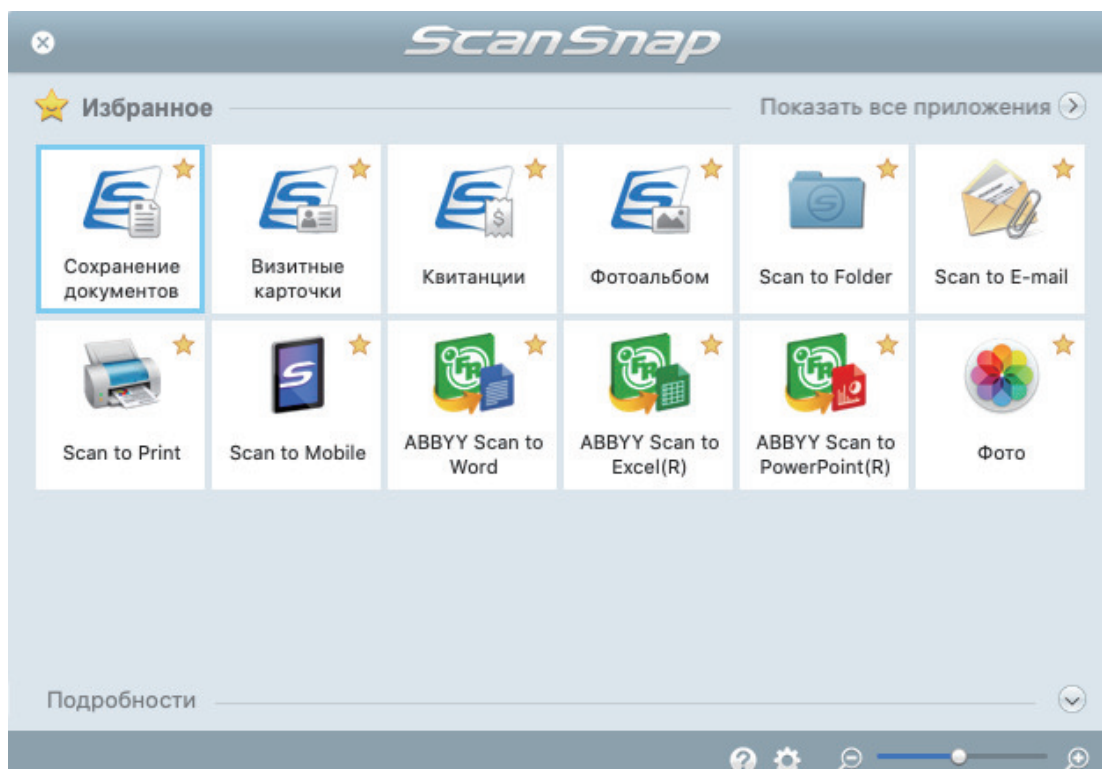 ScanSnap
Избранное
Показать все приложения
Сохранение
документов
Визитные
карточки
Квитанции
Фотоальбом
Scan to Folder
Scan to E-mail
Scan to Print
Scan to Mobile
ABBYY Scan to
Word
ABBYY Scan to
Excel(R)
ABBYY Scan to
PowerPoint(R)
Фото
Подробности